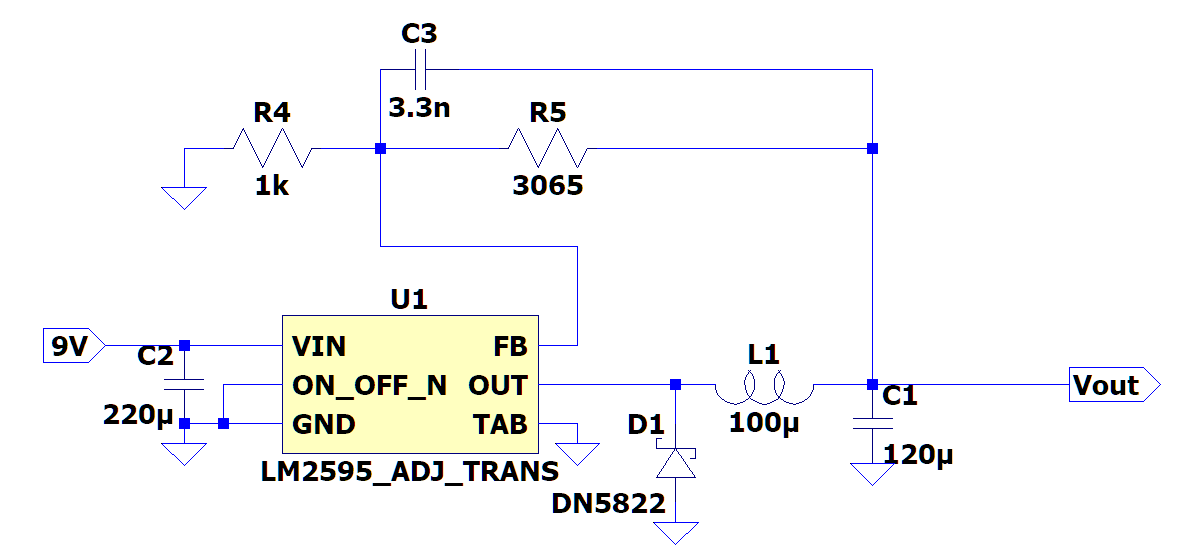 C3
3.3n
R4
R5
1k
3065
U1
9V
C2
220µ
VIN
FB
ON_OFF_N
OUT
GND
TAB
LM2595_ADJ_TRANS
L1
100µ
Vout
C1
120µ
D1
DN5822